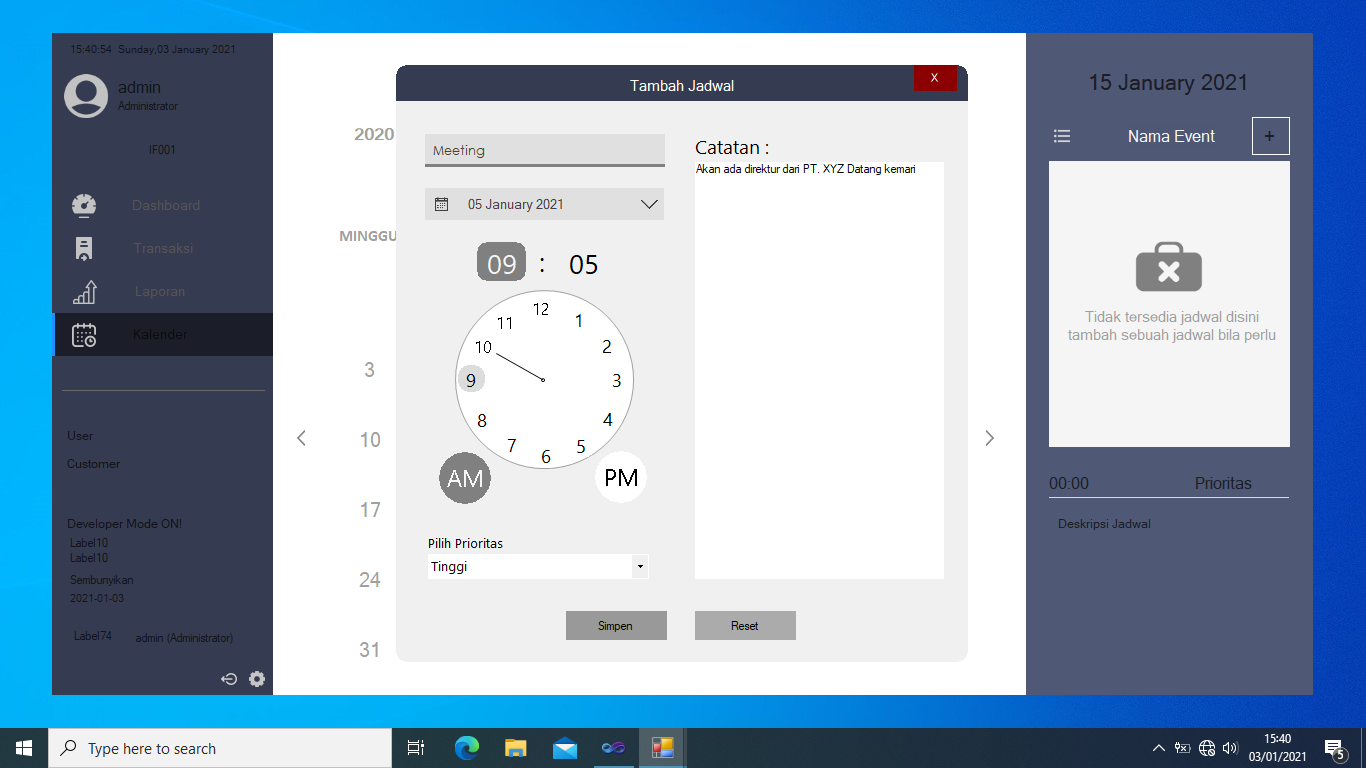 15:40:54 Sunday,03 January 2021
admin
Administrator
IF001
Dashboard
Transaksi
Laporan
Kalender
User
Customer
Developer Mode ON!
Label10
Label10
Sembunyikan
2021-01-03
Label74 admin (Administrator)
2020
MINGGU
3
10
17
24
31
Tambah Jadwal
X
Meeting
05 January 2021
09 : 05
12
1
2
3
4
5
6
7
8
9
10
11
AM
PM
Pilih Prioritas
Tinggi
Catatan :
Akan ada direktur dari PT. XYZ Datang kemari
Simpen
Reset
15 January 2021
Nama Event +
Tidak tersedia jadwal disini
tambah sebuah jadwal bila perlu
00:00 Prioritas
Deskripsi Jadwal
Type here to search
15:40
03/01/2021
5